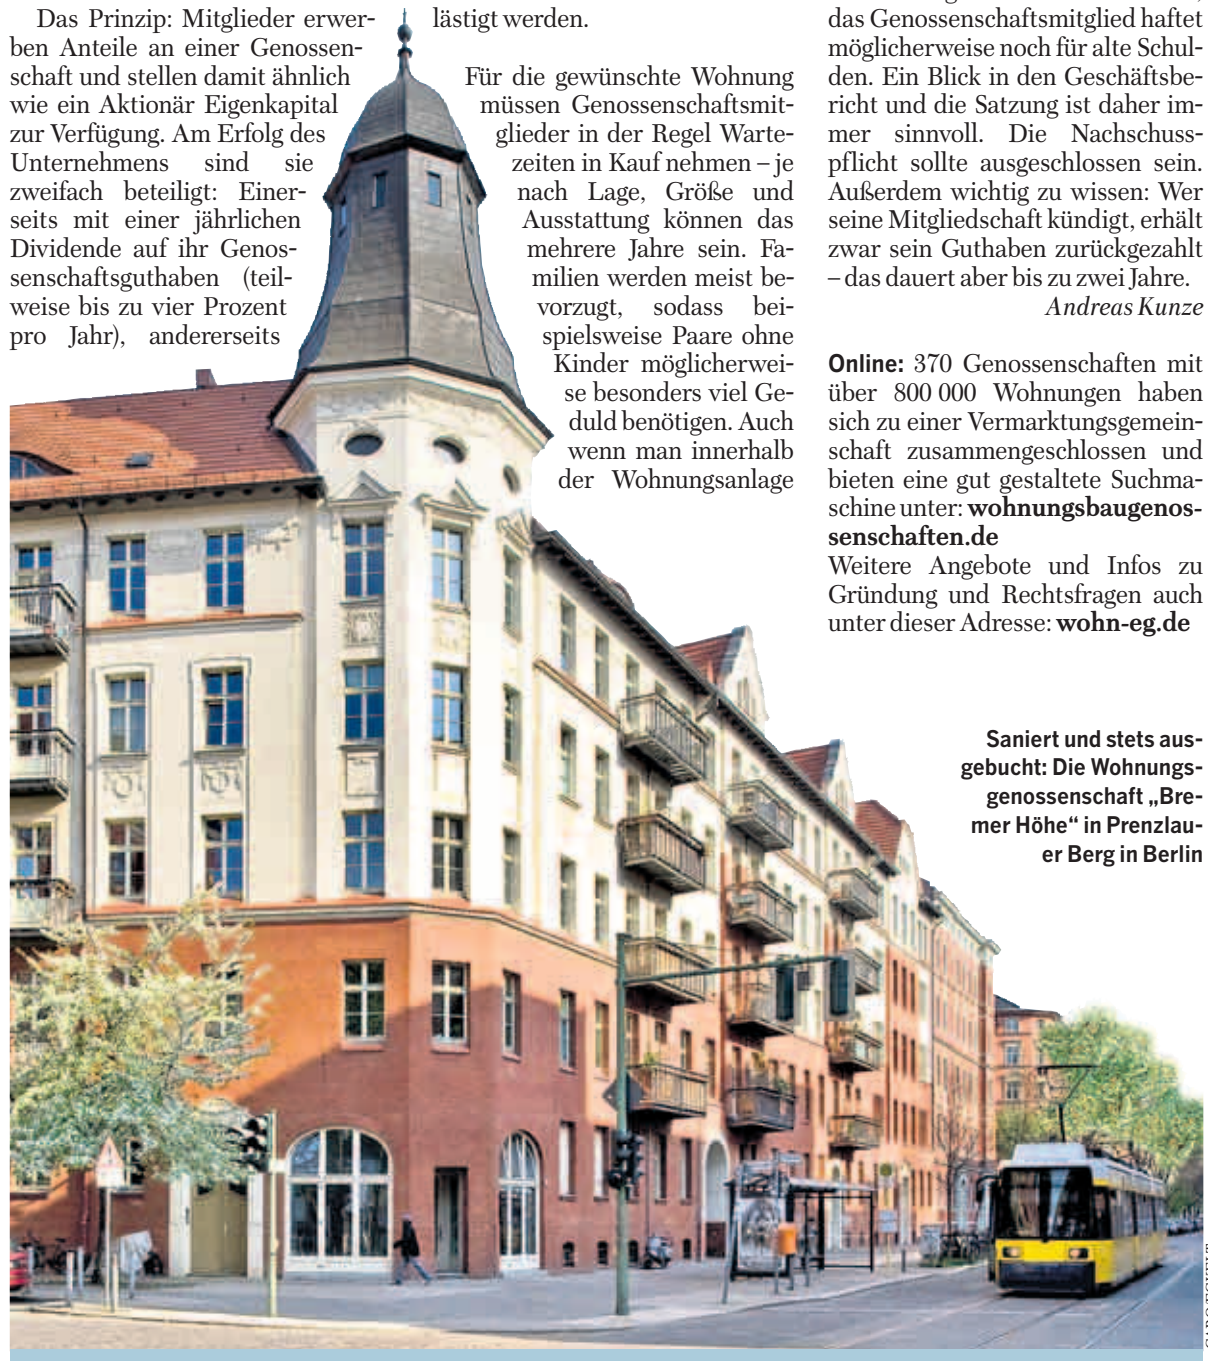 Das Prinzip: Mitglieder erwer-
ben Anteile an einer Genossen-
schaft und stellen damit ähnlich
wie ein Aktionär Eigenkapital
zur Verfügung. Am Erfolg des
Unternehmens sind sie
zweifach beteiligt: Einer-
seits mit einer jährlichen
Dividende auf ihr Genos-
senschaftsguthaben (teil-
weise bis zu vier Prozent
pro Jahr), andererseits
lästigt werden.
Für die gewünschte Wohnung
müssen Genossenschaftsmit-
glieder in der Regel Warte-
zeiten in Kauf nehmen – je
nach Lage, Größe und
Ausstattung können das
mehrere Jahre sein. Fa-
milien werden meist be-
vorzugt, sodass bei-
spielsweise Paare ohne
Kinder möglicherwei-
se besonders viel Ge-
duld benötigen. Auch
wenn man innerhalb
der Wohnungsanlage
das Genossenschaftsmitglied haftet
möglicherweise noch für alte Schul-
den. Ein Blick in den Geschäftsbe-
richt und die Satzung ist daher im-
mer sinnvoll. Die Nachschuss-
pflicht sollte ausgeschlossen sein.
Außerdem wichtig zu wissen: Wer
seine Mitgliedschaft kündigt, erhält
zwar sein Guthaben zurückgezahlt
– das dauert aber bis zu zwei Jahre.
Andreas Kunze
Online: 370 Genossenschaften mit
über 800 000 Wohnungen haben
sich zu einer Vermarktungsgemein-
schaft zusammengeschlossen und
bieten eine gut gestaltete Suchma-
schine unter: wohnungsbaugenos-
senschaften.de
Weitere Angebote und Infos zu
Gründung und Rechtsfragen auch
unter dieser Adresse: wohn-eg.de
Saniert und stets aus-
gebucht: Die Wohnungs-
genossenschaft „Bre-
mer Höhe“ in Prenzlau-
er Berg in Berlin